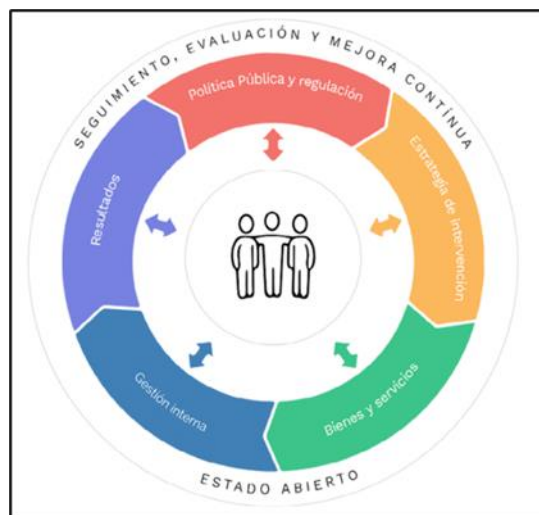 SEGUIMIENTO, EVALUACIÓN Y MEJORA CONTÍNUA
Política Pública y regulación
Estrategia de intervención
Bienes y servicios
Gestión interna
Resultados
ESTADO ABIERTO